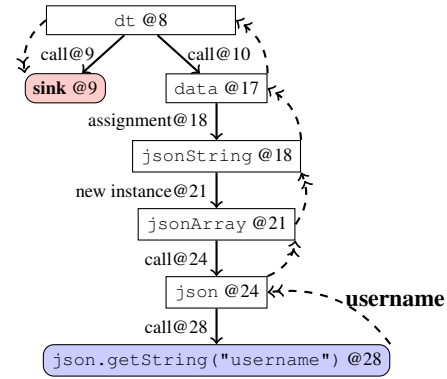 dt @8
call@9
call@10
sink @9
data @17
assignment@18
jsonString @18
new instance@21
jsonArray @21
call@24
json @24
username
call@28
json.getString("username") @28